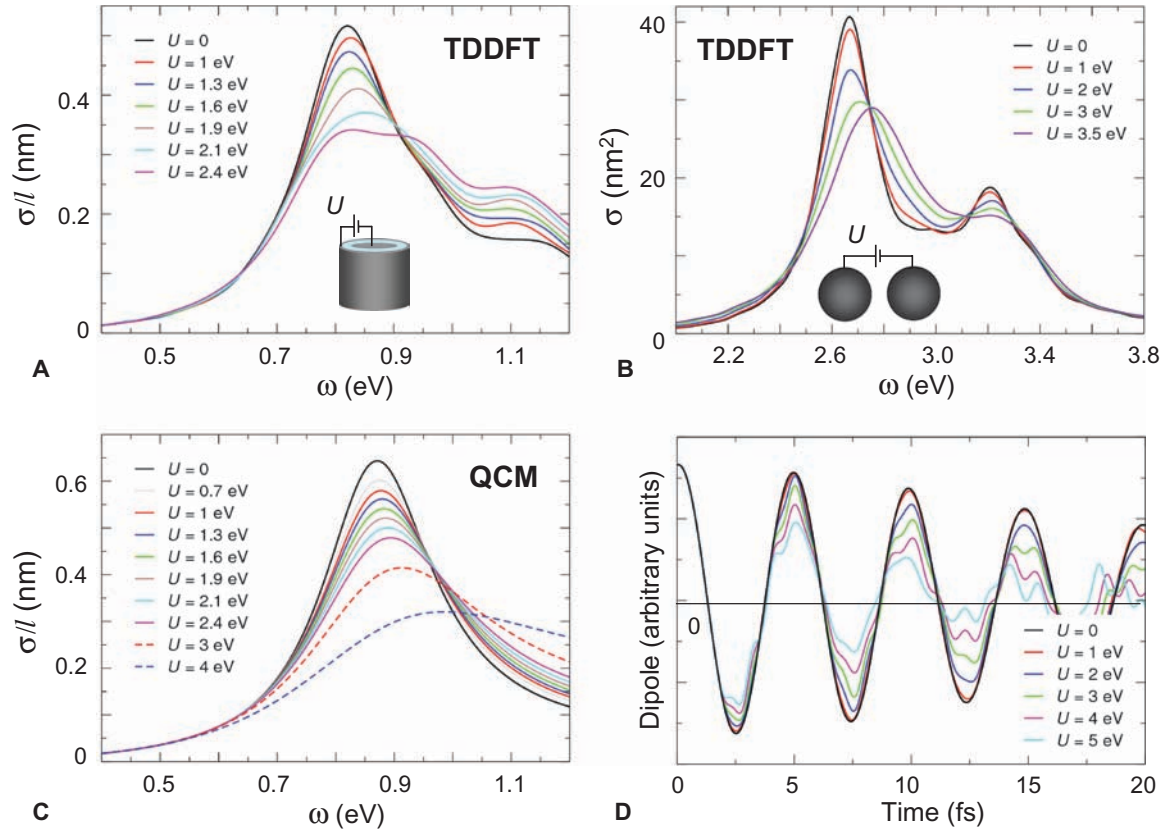 TDDFT
U = 0
U = 1 eV
U = 1.3 eV
U = 1.6 eV
U = 1.9 eV
U = 2.1 eV
U = 2.4 eV
U
σ/l (nm)
0.4
0.2
0
0.5
0.7
0.9
1.1
ω (eV)
A
TDDFT
U = 0
U = 1 eV
U = 2 eV
U = 3 eV
U = 3.5 eV
U
σ (nm²)
40
20
0
2.2
2.6
3.0
3.4
3.8
ω (eV)
B
QCM
U = 0
U = 0.7 eV
U = 1 eV
U = 1.3 eV
U = 1.6 eV
U = 1.9 eV
U = 2.1 eV
U = 2.4 eV
U = 3 eV
U = 4 eV
σ/l (nm)
0.6
0.4
0.2
0
0.5
0.7
0.9
1.1
ω (eV)
C
Dipole (arbitrary units)
0
U = 0
U = 1 eV
U = 2 eV
U = 3 eV
U = 4 eV
U = 5 eV
0
5
10
15
20
Time (fs)
D